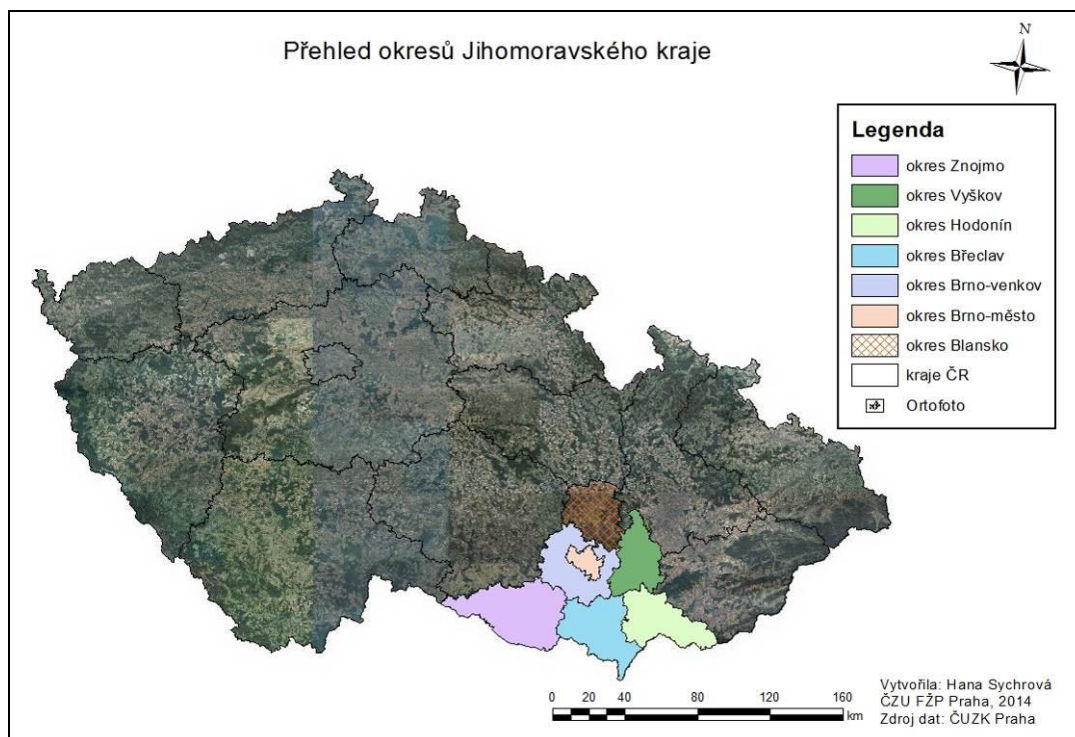 Přehled okresů Jihomoravského kraje
N
Legenda
okres Znojmo
okres Vyškov
okres Hodonín
okres Břeclav
okres Brno-venkov
okres Brno-město
okres Blansko
kraje ČR
Ortofoto
0 20 40 80 120 160
km
Vytvořila: Hana Sychrová
ČZU FŽP Praha, 2014
Zdroj dat: ČUZK Praha